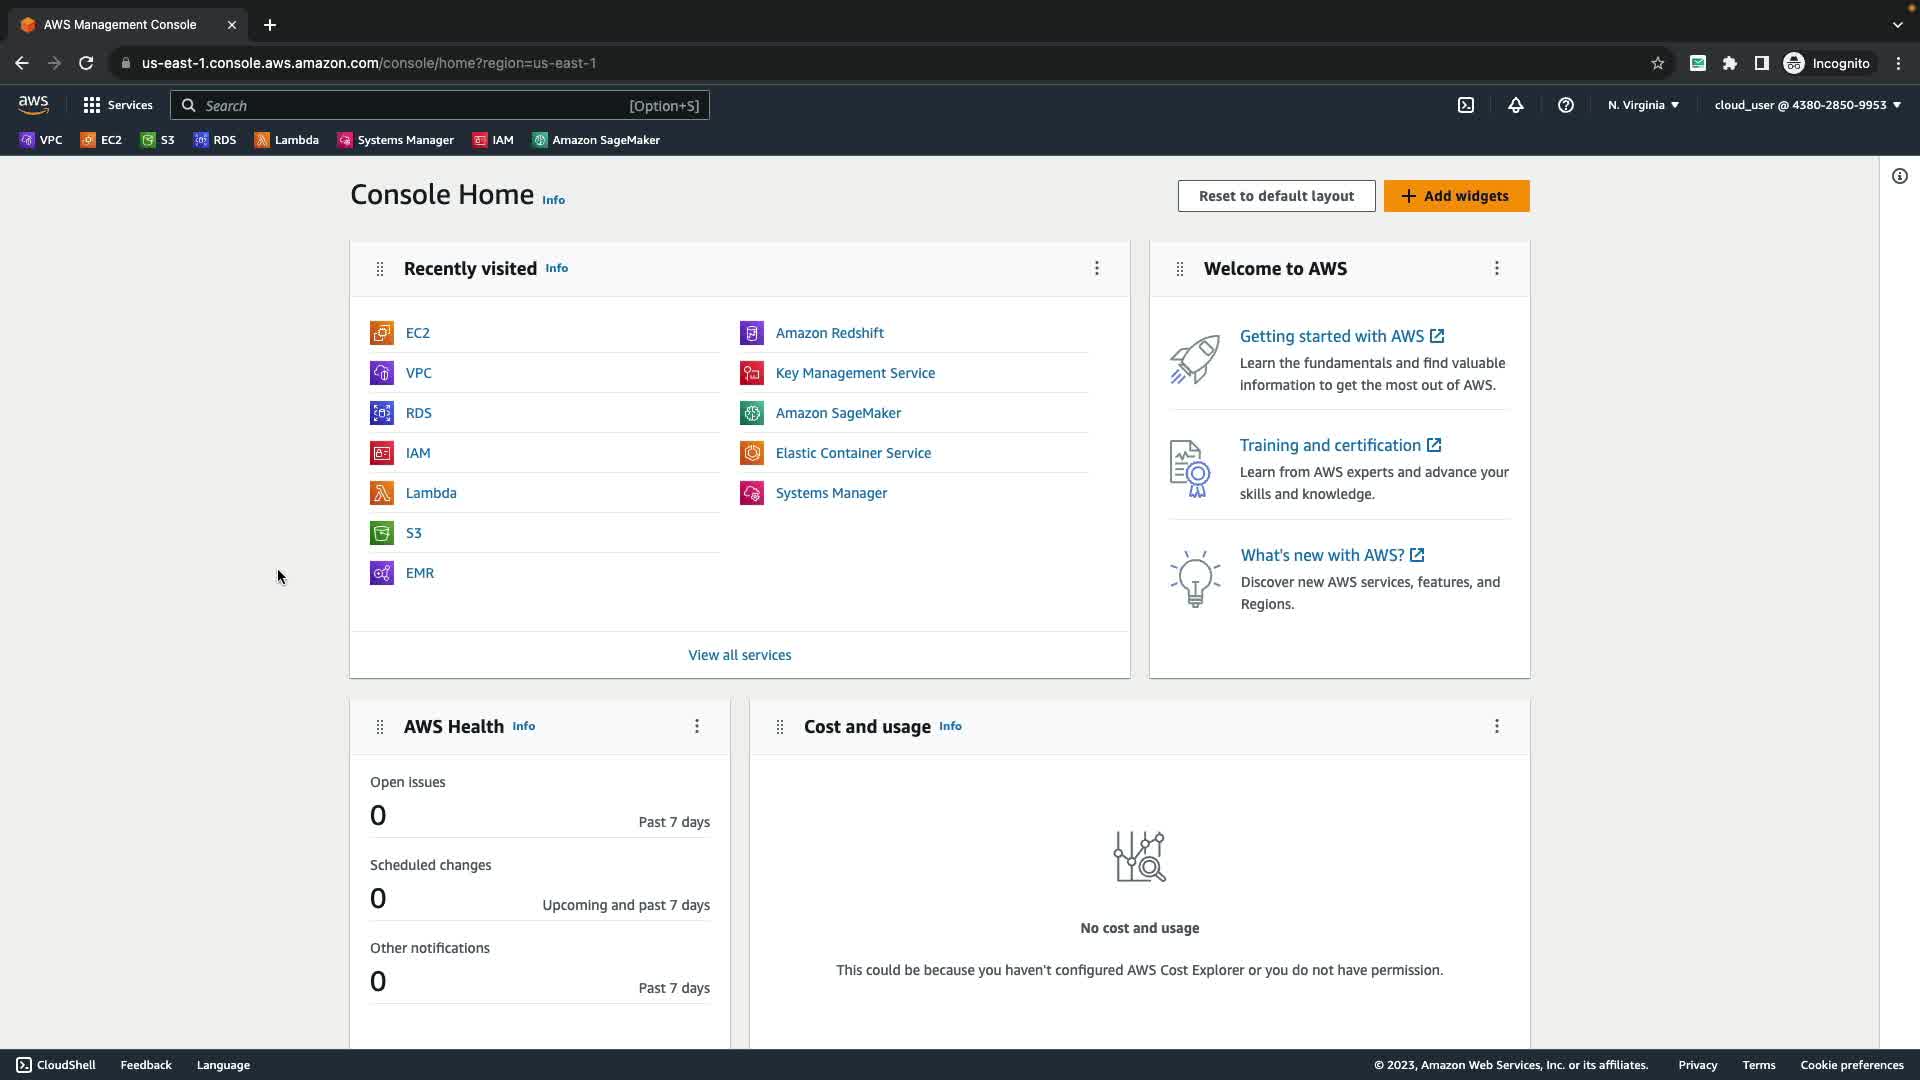 AWS Management Console
us-east-1.console.aws.amazon.com/console/home?region=us-east-1
Incognito
aws
Services
Search
[Option+S]
N. Virginia
cloud_user @ 4380-2850-9953
VPC
EC2
S3
RDS
Lambda
Systems Manager
IAM
Amazon SageMaker
Console Home Info
Reset to default layout
Add widgets
Recently visited Info
EC2
VPC
RDS
IAM
Lambda
S3
EMR
Amazon Redshift
Key Management Service
Amazon SageMaker
Elastic Container Service
Systems Manager
View all services
Welcome to AWS
Getting started with AWS
Learn the fundamentals and find valuable
information to get the most out of AWS.
Training and certification
Learn from AWS experts and advance your
skills and knowledge.
What's new with AWS?
Discover new AWS services, features, and
Regions.
AWS Health Info
Open issues
0
Past 7 days
Scheduled changes
0
Upcoming and past 7 days
Other notifications
0
Past 7 days
Cost and usage Info
No cost and usage
This could be because you haven't configured AWS Cost Explorer or you do not have permission.
CloudShell
Feedback
Language
© 2023, Amazon Web Services, Inc. or its affiliates.
Privacy
Terms
Cookie preferences